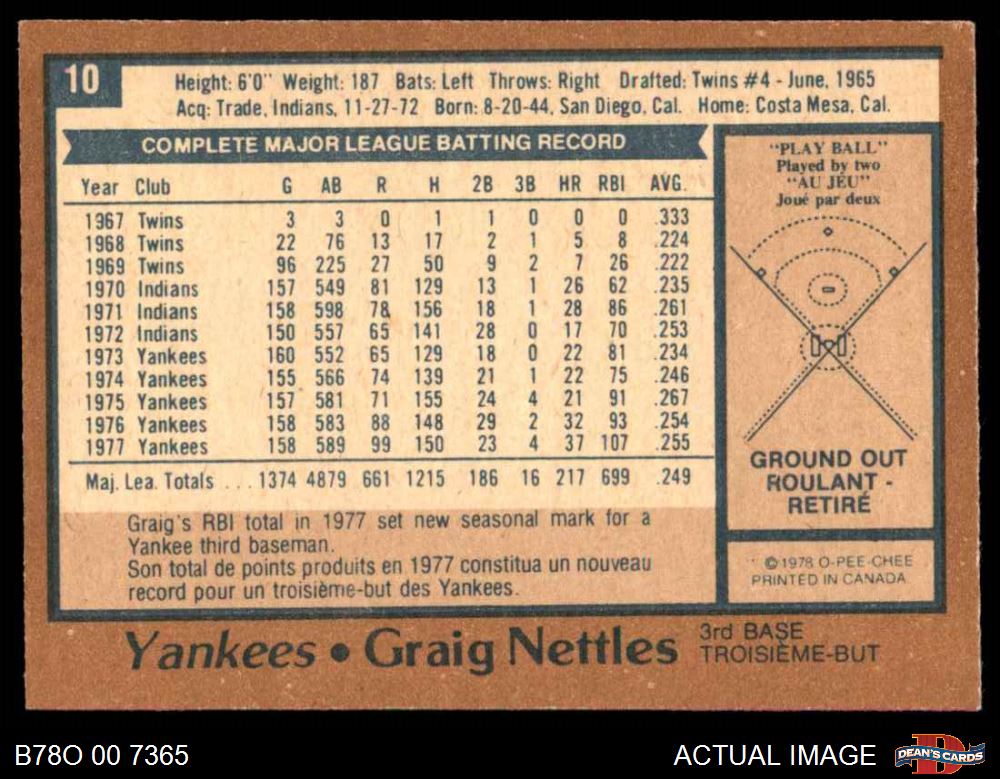 10
Height: 6'0" Weight: 187 Bats: Left Throws: Right Drafted: Twins #4 - June, 1965
Acq: Trade, Indians, 11-27-72 Born: 8-20-44, San Diego, Cal. Home: Costa Mesa, Cal.
COMPLETE MAJOR LEAGUE BATTING RECORD
Year Club G AB R H 2B 3B HR RBI AVG.
1967 Twins 3 3 0 1 1 0 0 0 .333
1968 Twins 22 76 13 17 2 1 5 8 .224
1969 Twins 96 225 27 50 9 2 7 26 .222
1970 Indians 157 549 81 129 13 1 26 62 .235
1971 Indians 158 598 78 156 18 1 28 86 .261
1972 Indians 150 557 65 141 28 0 17 70 .253
1973 Yankees 160 552 65 129 18 0 22 81 .234
1974 Yankees 155 566 74 139 21 1 22 75 .246
1975 Yankees 157 581 71 155 24 4 21 91 .267
1976 Yankees 158 583 88 148 29 2 32 93 .254
1977 Yankees 158 589 99 150 23 4 37 107 .255
Maj. Lea. Totals . . . 1374 4879 661 1215 186 16 217 699 .249
Graig's RBI total in 1977 set new seasonal mark for a
Yankee third baseman.
Son total de points produits en 1977 constitua un nouveau
record pour un troisième-but des Yankees.
"PLAY BALL"
Played by two
"AU JEU"
Joué par deux
GROUND OUT
ROULANT -
RETIRÉ
©1978 O-PEE-CHEE
PRINTED IN CANADA
Yankees • Graig Nettles
3rd BASE
TROISIÈME-BUT
B78O 00 7365
ACTUAL IMAGE
DEAN'S CARDS